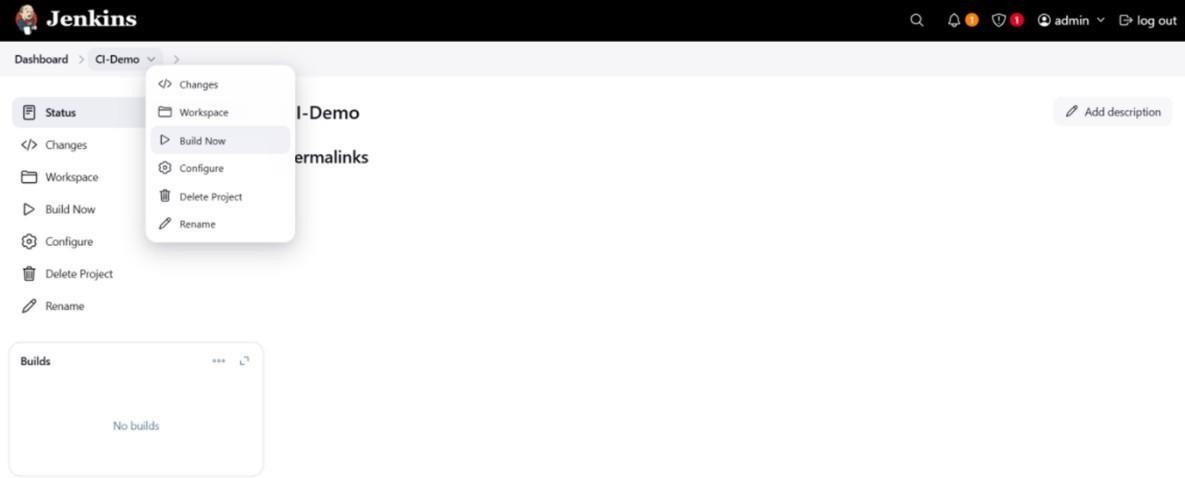 Jenkins
1 1 admin log out
Dashboard CI-Demo
Changes
Workspace
Build Now
Configure
Delete Project
Rename
Status
Changes
Workspace
Build Now
Configure
Delete Project
Rename
I-Demo
Add description
ermalinks
Builds
No builds